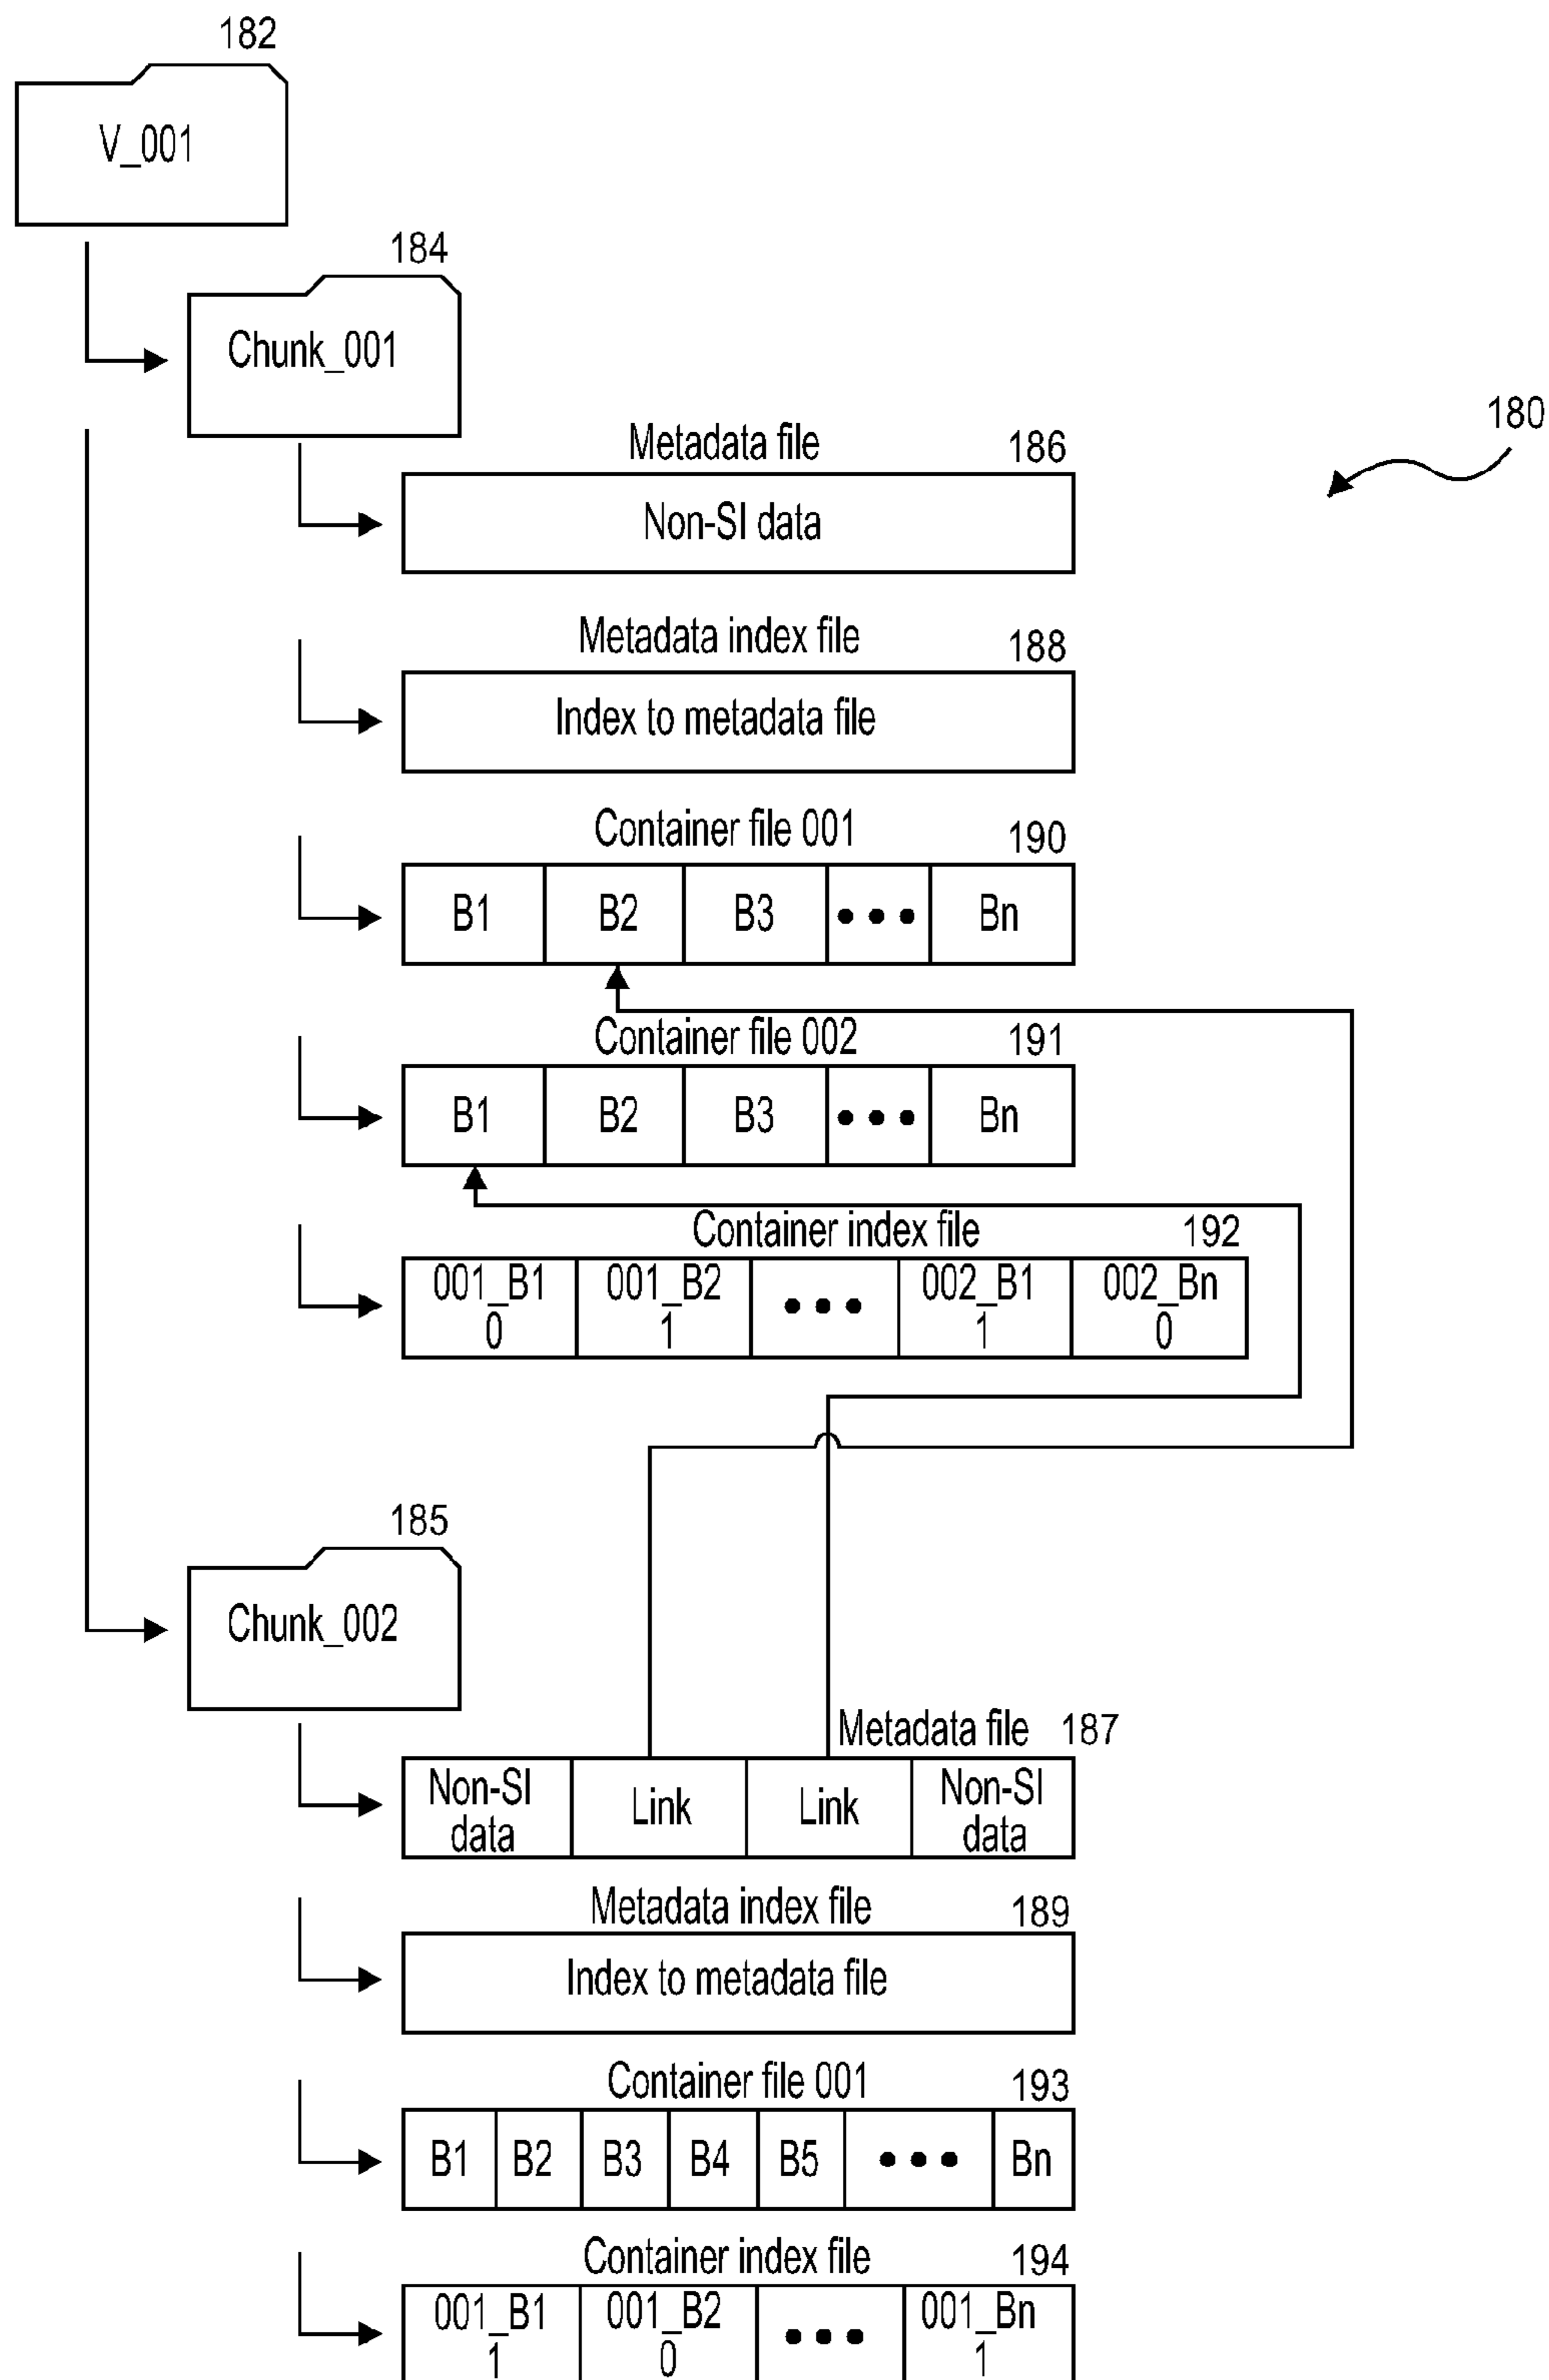 182
V_001
184
Chunk_001
180
Metadata file 186
Non-SI data
Metadata index file 188
Index to metadata file
Container file 001 190
B1 B2 B3 ••• Bn
Container file 002 191
B1 B2 B3 ••• Bn
Container index file 192
001_B1 001_B2 ••• 002_B1 002_Bn
0 1 1 0
185
Chunk_002
Metadata file 187
Non-SI Link Link Non-SI
data data
Metadata index file 189
Index to metadata file
Container file 001 193
B1 B2 B3 B4 B5 ••• Bn
Container index file 194
001_B1 001_B2 ••• 001_Bn
1 0 1